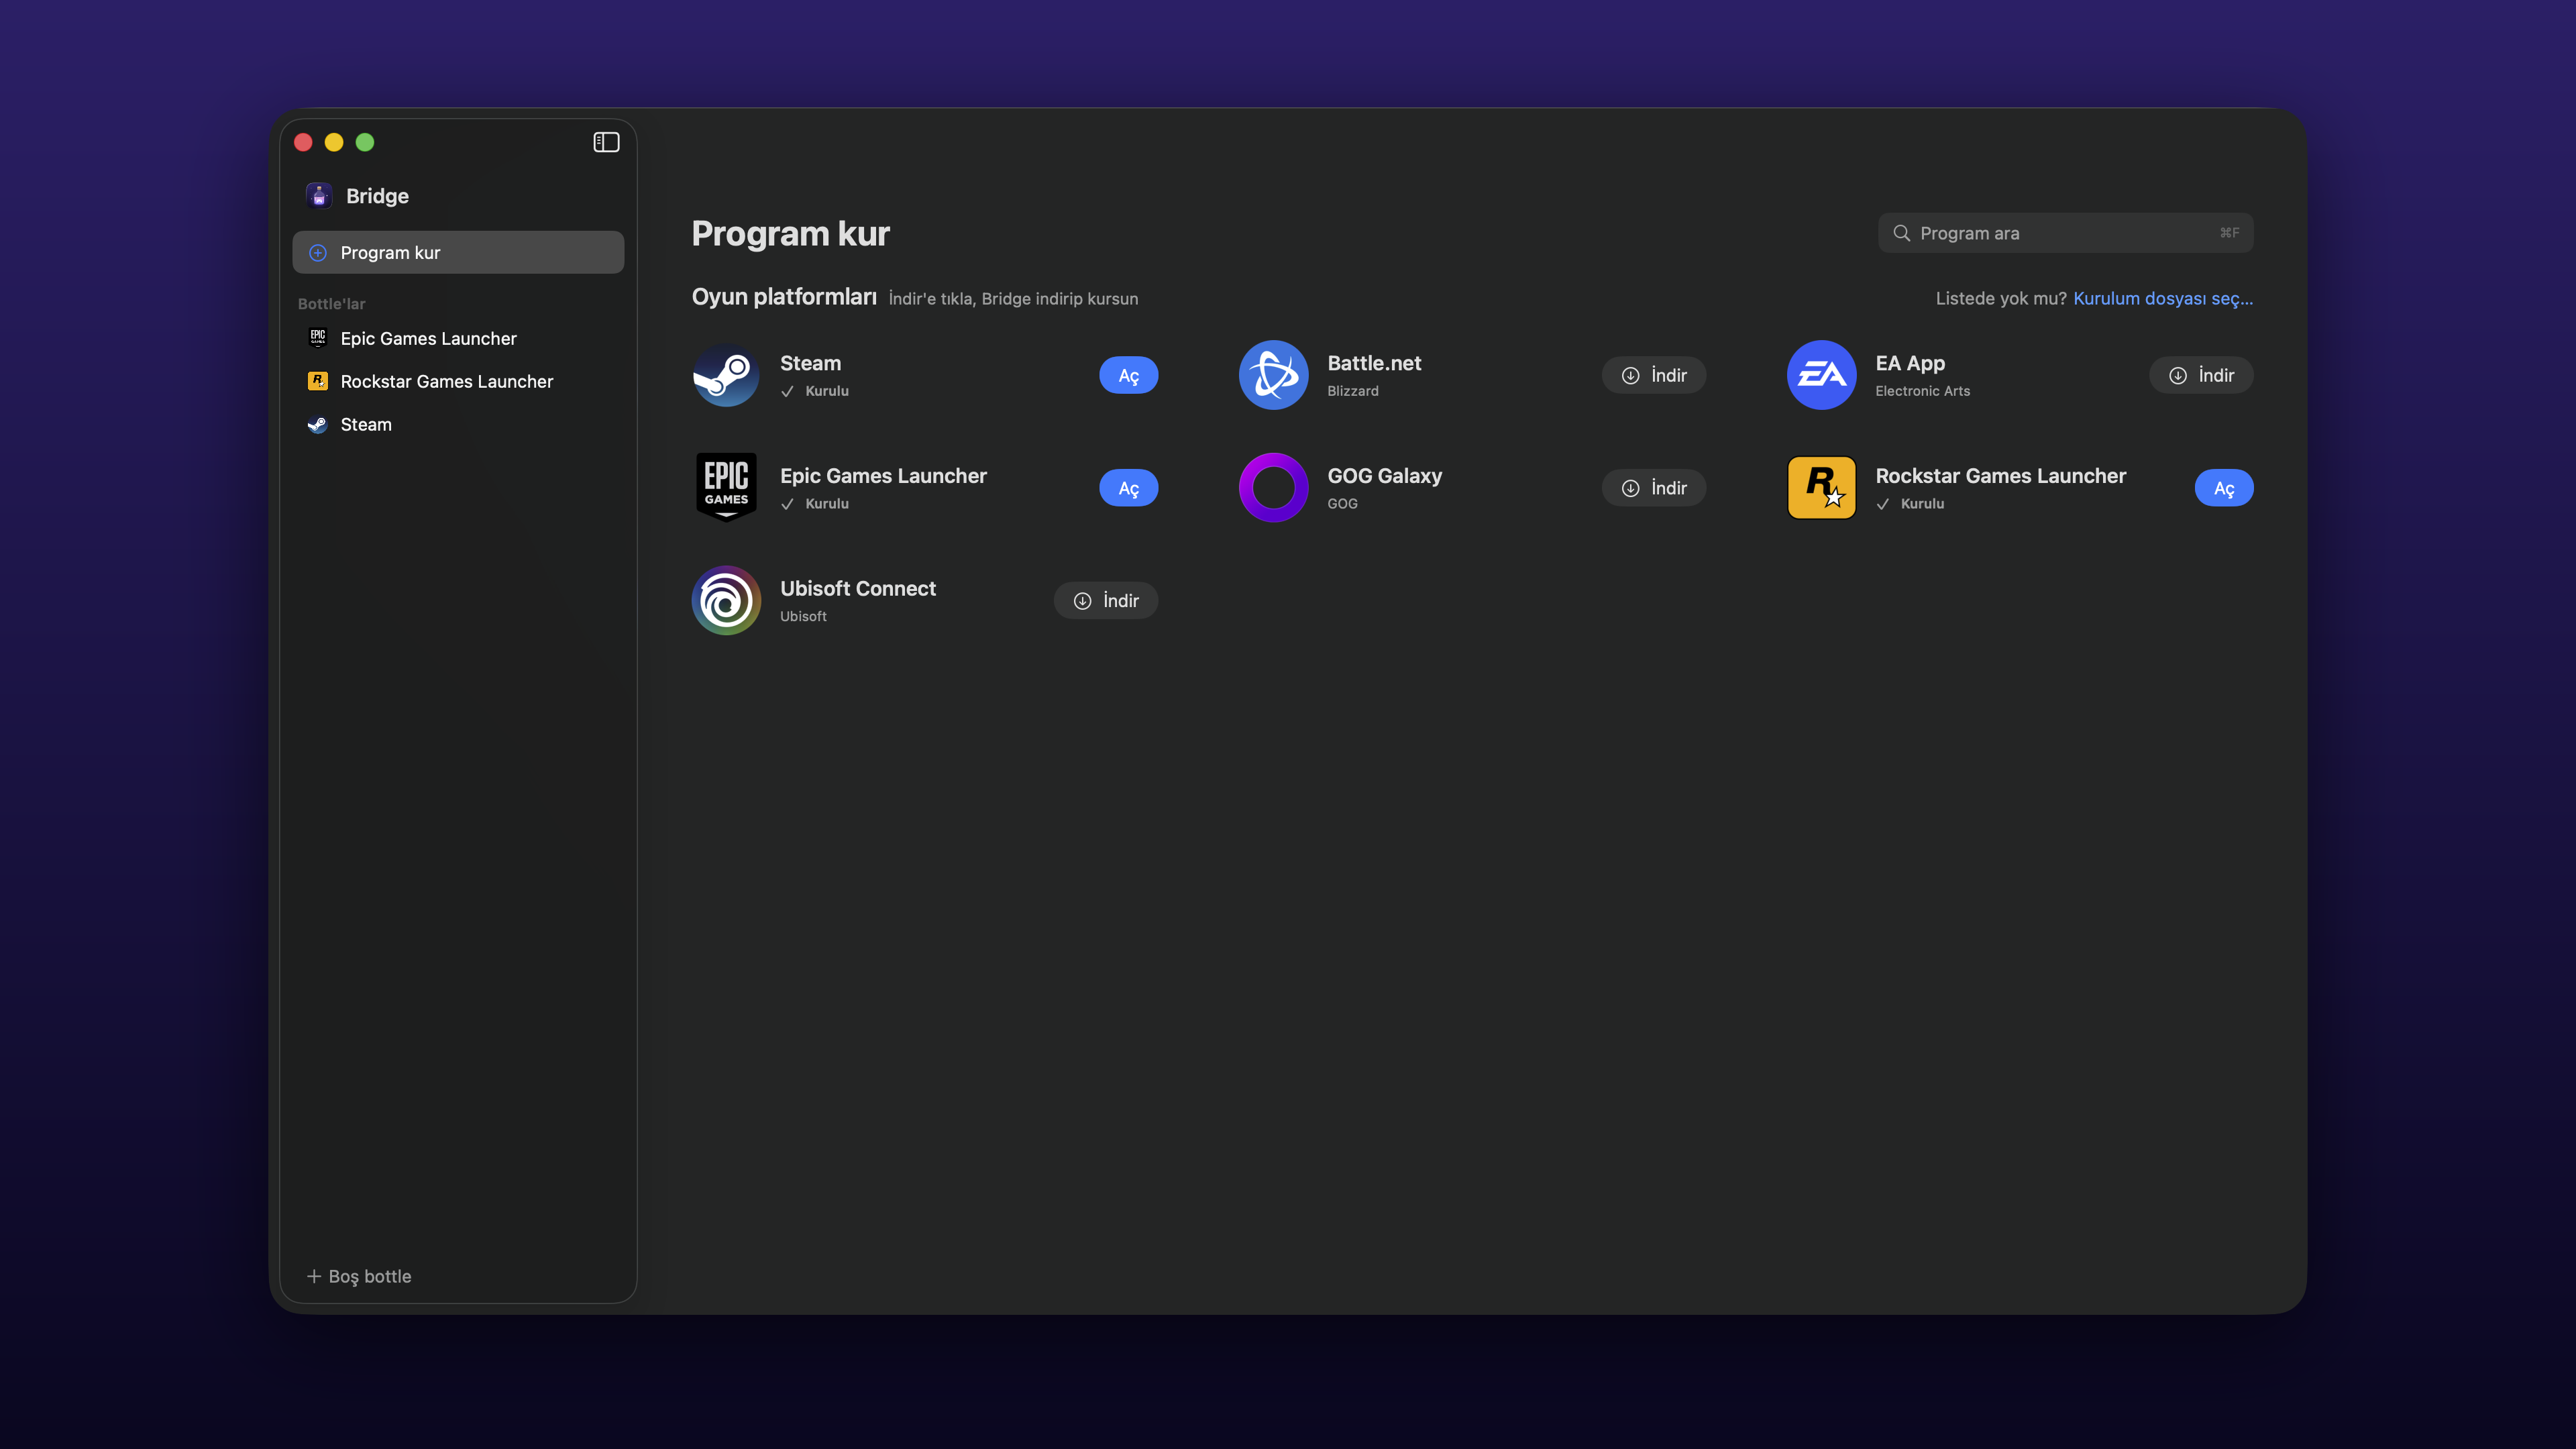 Bridge
Program kur
Bottle'lar
Epic Games Launcher
Rockstar Games Launcher
Steam
Boş bottle
Program kur
Program ara
⌘F
Oyun platformları İndir'e tıkla, Bridge indirip kursun
Listede yok mu? Kurulum dosyası seç...
Steam
Kurulu
Aç
Battle.net
Blizzard
İndir
EA
EA App
Electronic Arts
İndir
EPIC
GAMES
Epic Games Launcher
Kurulu
Aç
GOG Galaxy
GOG
İndir
R
Rockstar Games Launcher
Kurulu
Aç
Ubisoft Connect
Ubisoft
İndir